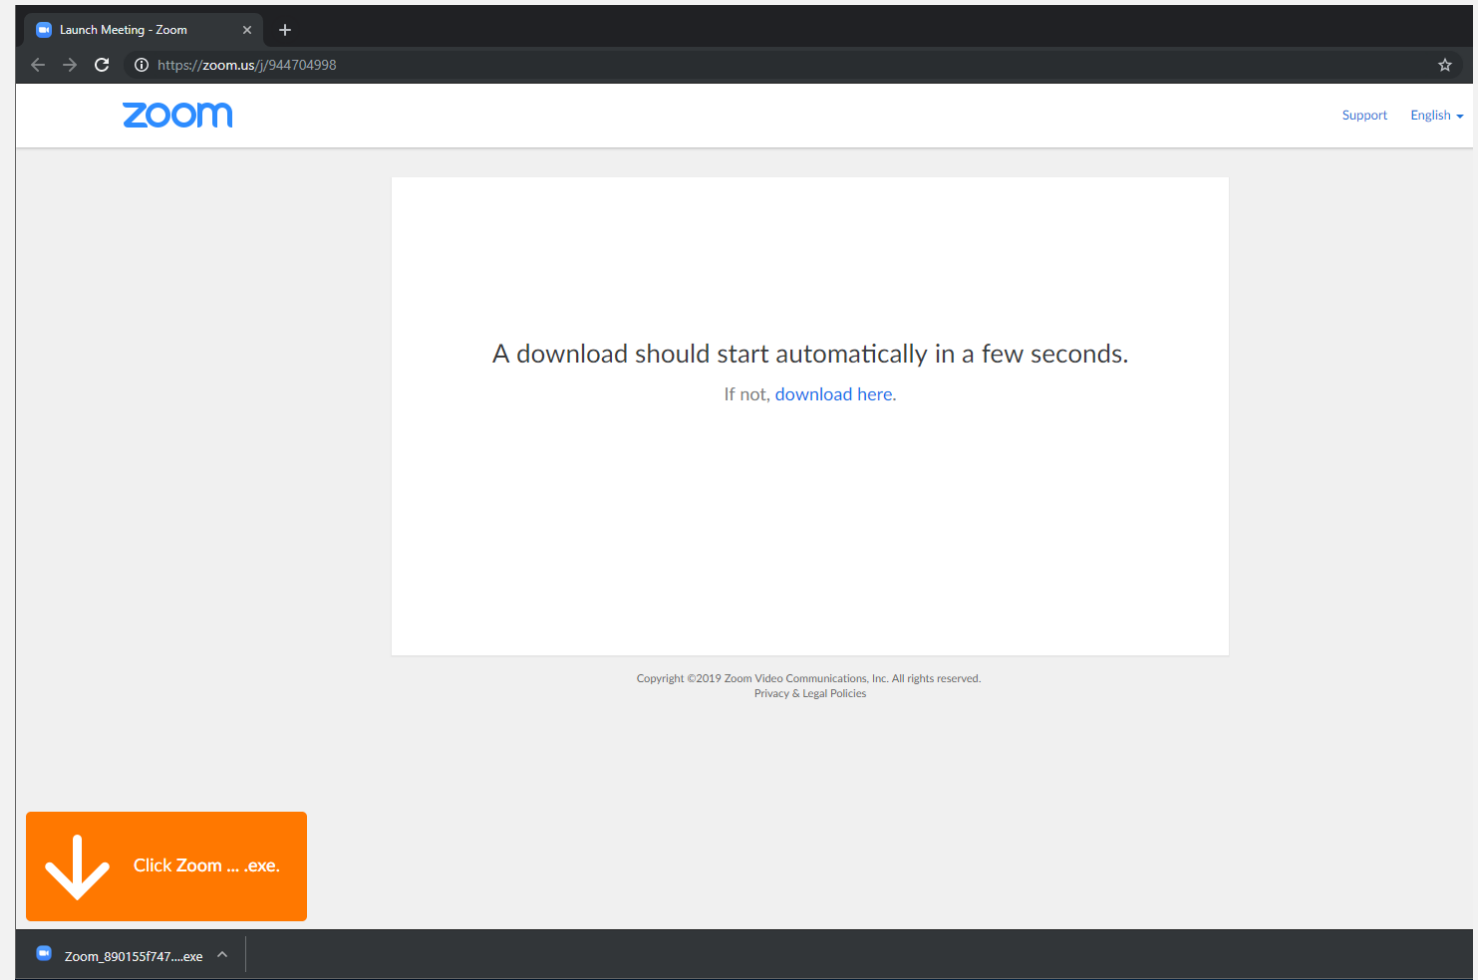 Launch Meeting - Zoom
https://zoom.us/j/944704998
zoom
Support English
A download should start automatically in a few seconds.
If not, download here.
Copyright ©2019 Zoom Video Communications, Inc. All rights reserved.
Privacy & Legal Policies
Click Zoom ... .exe.
Zoom_890155f747....exe